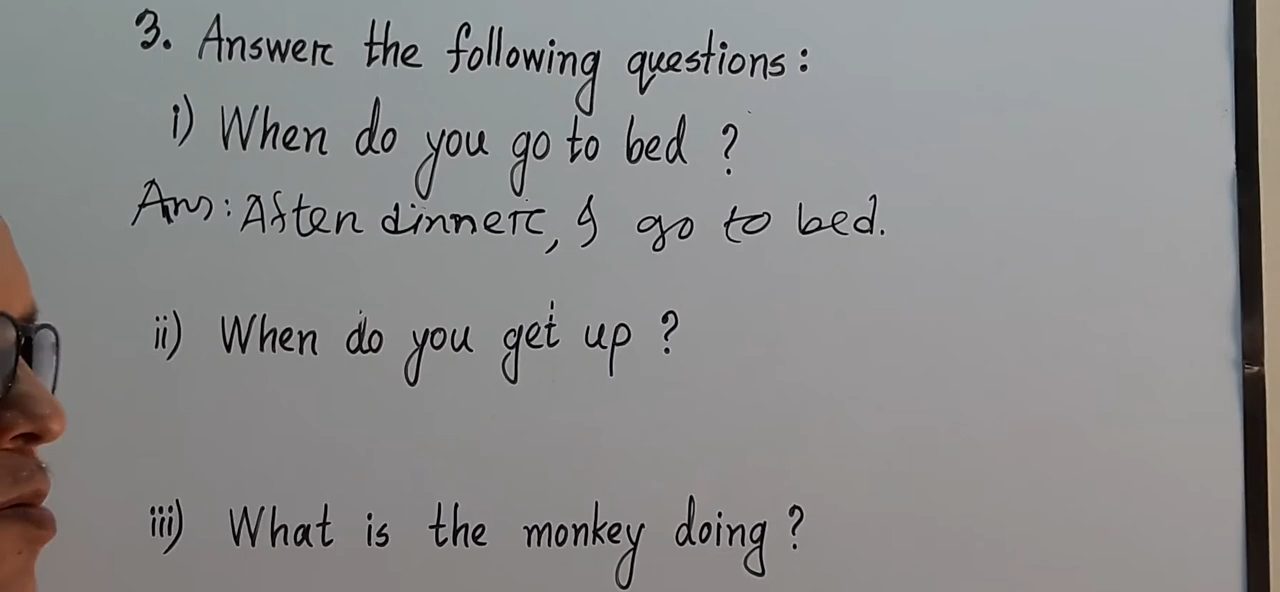 3. Answer the following questions:
i) When do you go to bed?
Ans: After dinner, I go to bed.
ii) When do you get up?
iii) What is the monkey doing?